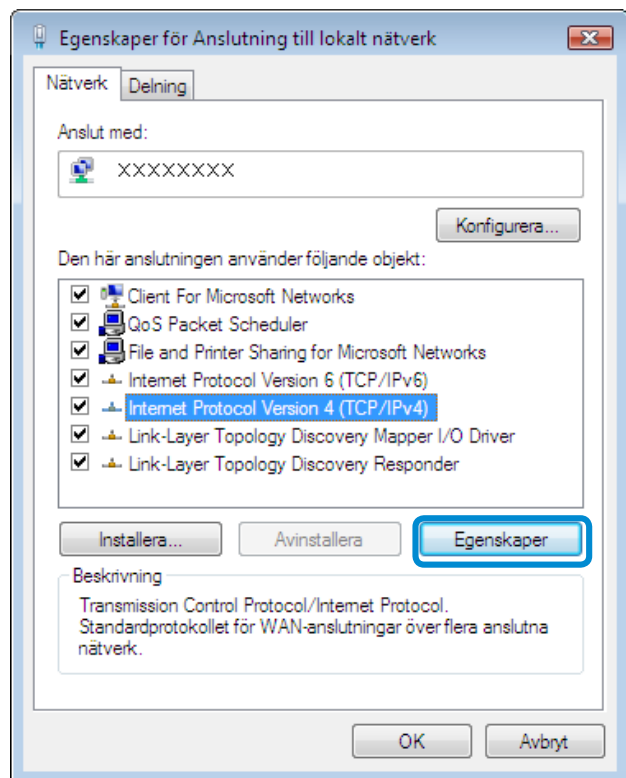 Egenskaper för Anslutning till lokalt nätverk
Nätverk Delning
Anslut med:
XXXXXXXX
Konfigurera...
Den här anslutningen använder följande objekt:
Client For Microsoft Networks
QoS Packet Scheduler
File and Printer Sharing for Microsoft Networks
Internet Protocol Version 6 (TCP/IPv6)
Internet Protocol Version 4 (TCP/IPv4)
Link-Layer Topology Discovery Mapper I/O Driver
Link-Layer Topology Discovery Responder
Installera... Avinstallera Egenskaper
Beskrivning
Transmission Control Protocol/Internet Protocol.
Standardprotokollet för WAN-anslutningar över flera anslutna
nätverk.
OK Avbryt